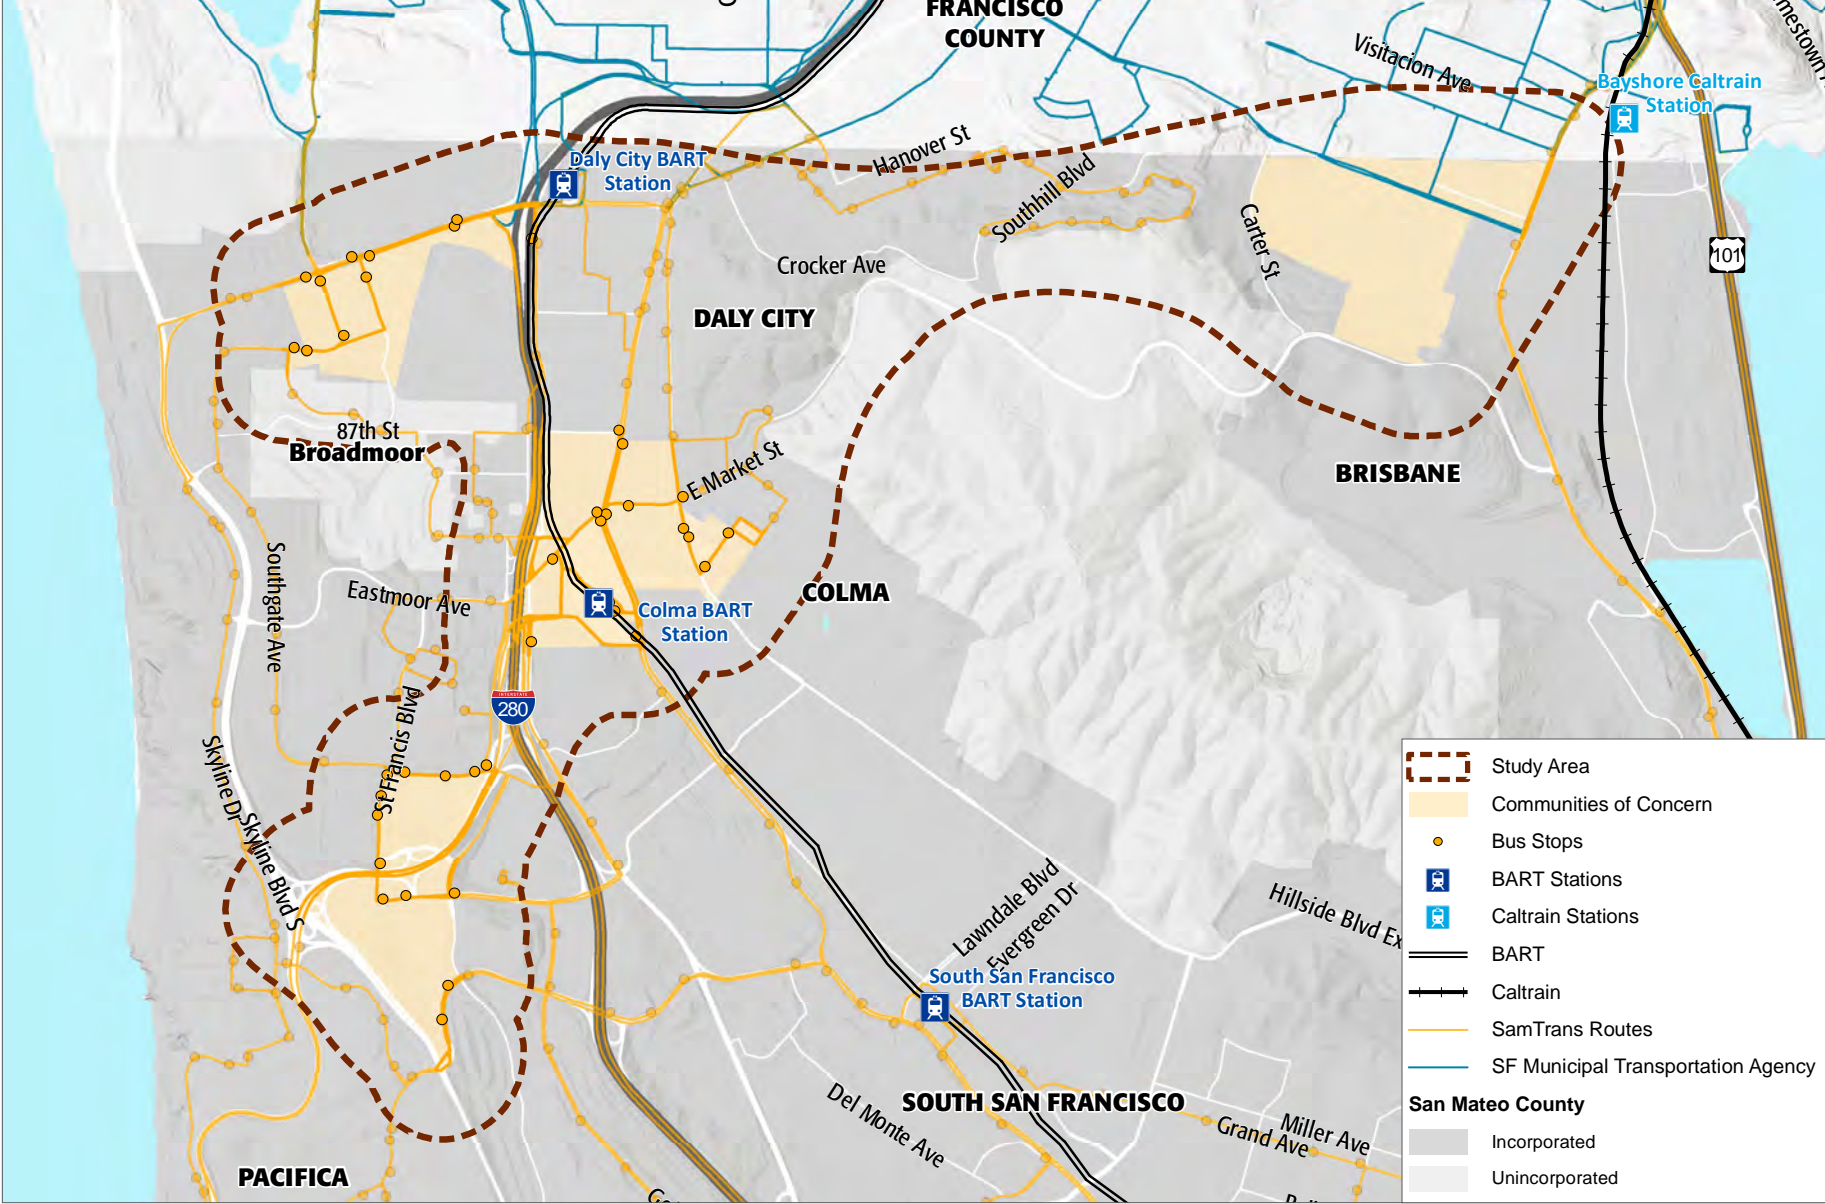 FRANCISCO
COUNTY
Visitacion Ave
Bayshore Caltrain
Station
Daly City BART
Station
Hanover St
Southhill Blvd
Carter St
101
Crocker Ave
DALY CITY
87th St
Broadmoor
E Market St
BRISBANE
Southgate Ave
Eastmoor Ave
COLMA
Colma BART
Station
INTERSTATE
280
St Francis Blvd
Skyline Dr
Skyline Blvd S
Lawndale Blvd
Evergreen Dr
Hillside Blvd Ex
South San Francisco
BART Station
SOUTH SAN FRANCISCO
Del Monte Ave
Miller Ave
Grand Ave
PACIFICA
Study Area
Communities of Concern
Bus Stops
BART Stations
Caltrain Stations
BART
Caltrain
SamTrans Routes
SF Municipal Transportation Agency
San Mateo County
Incorporated
Unincorporated